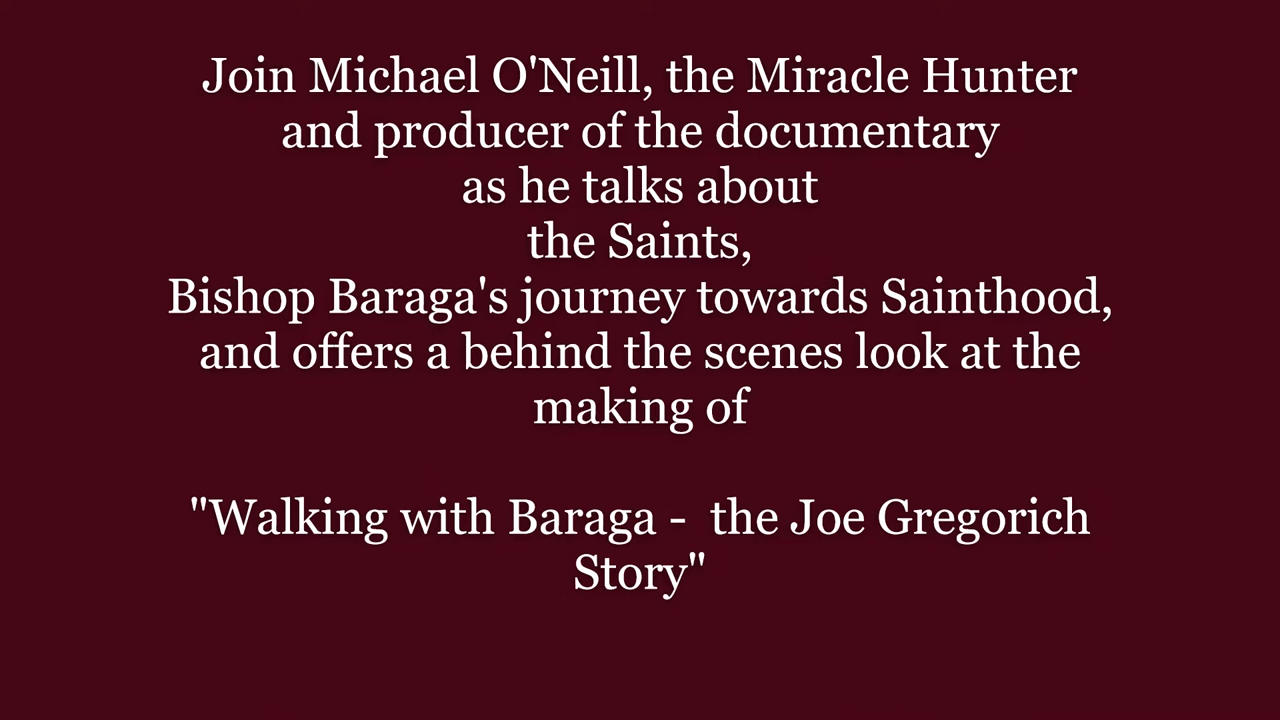 Join Michael O'Neill, the Miracle Hunter
and producer of the documentary
as he talks about
the Saints,
Bishop Baraga's journey towards Sainthood,
and offers a behind the scenes look at the
making of
"Walking with Baraga -  the Joe Gregorich
Story"